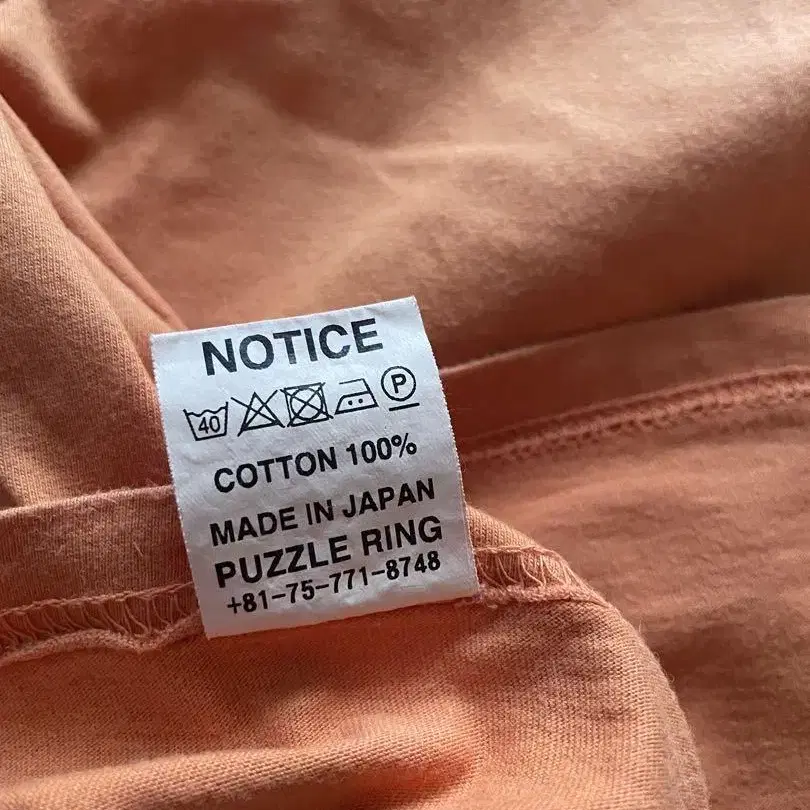 NOTICE
40 P
COTTON 100%
MADE IN JAPAN
PUZZLE RING
+81-75-771-8748